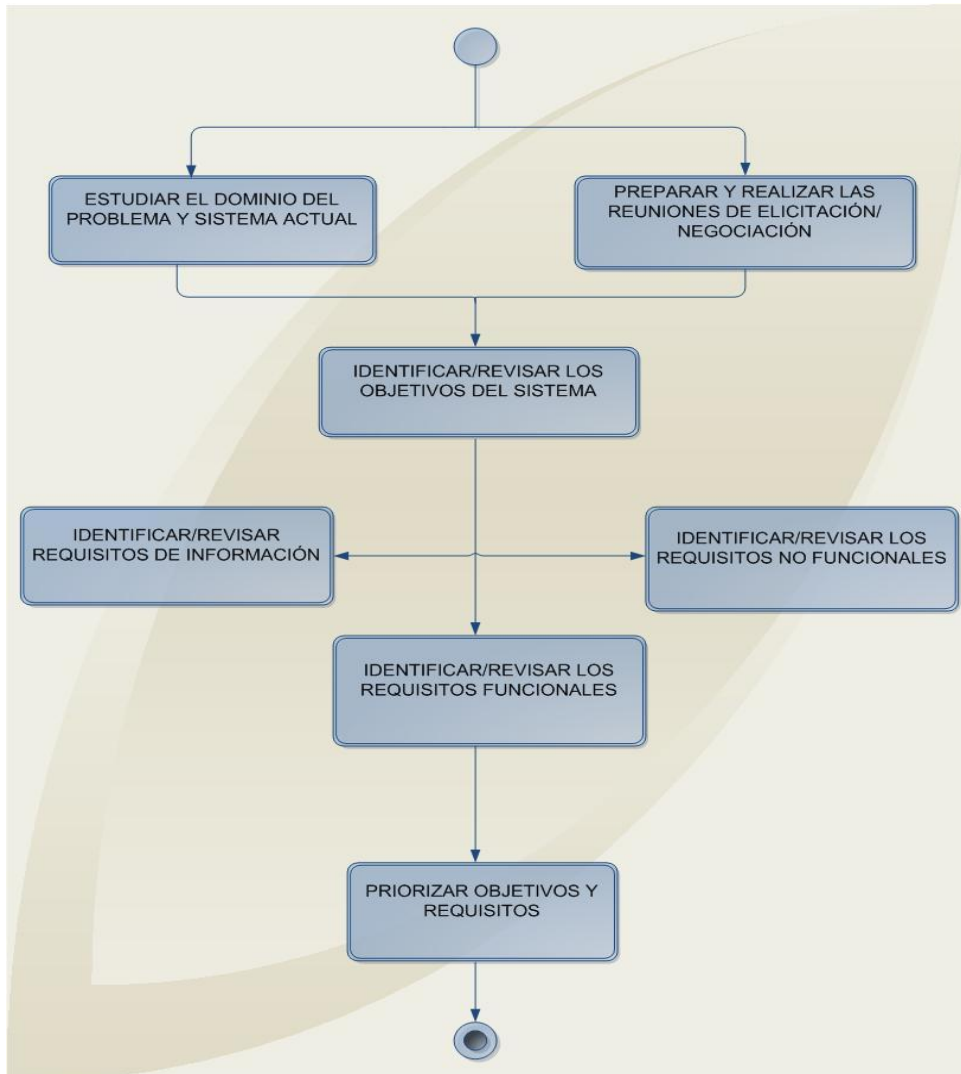 ESTUDIAR EL DOMINIO DEL
PROBLEMA Y SISTEMA ACTUAL
PREPARAR Y REALIZAR LAS
REUNIONES DE ELICITACIÓN/
NEGOCIACIÓN
IDENTIFICAR/REVISAR LOS
OBJETIVOS DEL SISTEMA
IDENTIFICAR/REVISAR
REQUISITOS DE INFORMACIÓN
IDENTIFICAR/REVISAR LOS
REQUISITOS NO FUNCIONALES
IDENTIFICAR/REVISAR LOS
REQUISITOS FUNCIONALES
PRIORIZAR OBJETIVOS Y
REQUISITOS